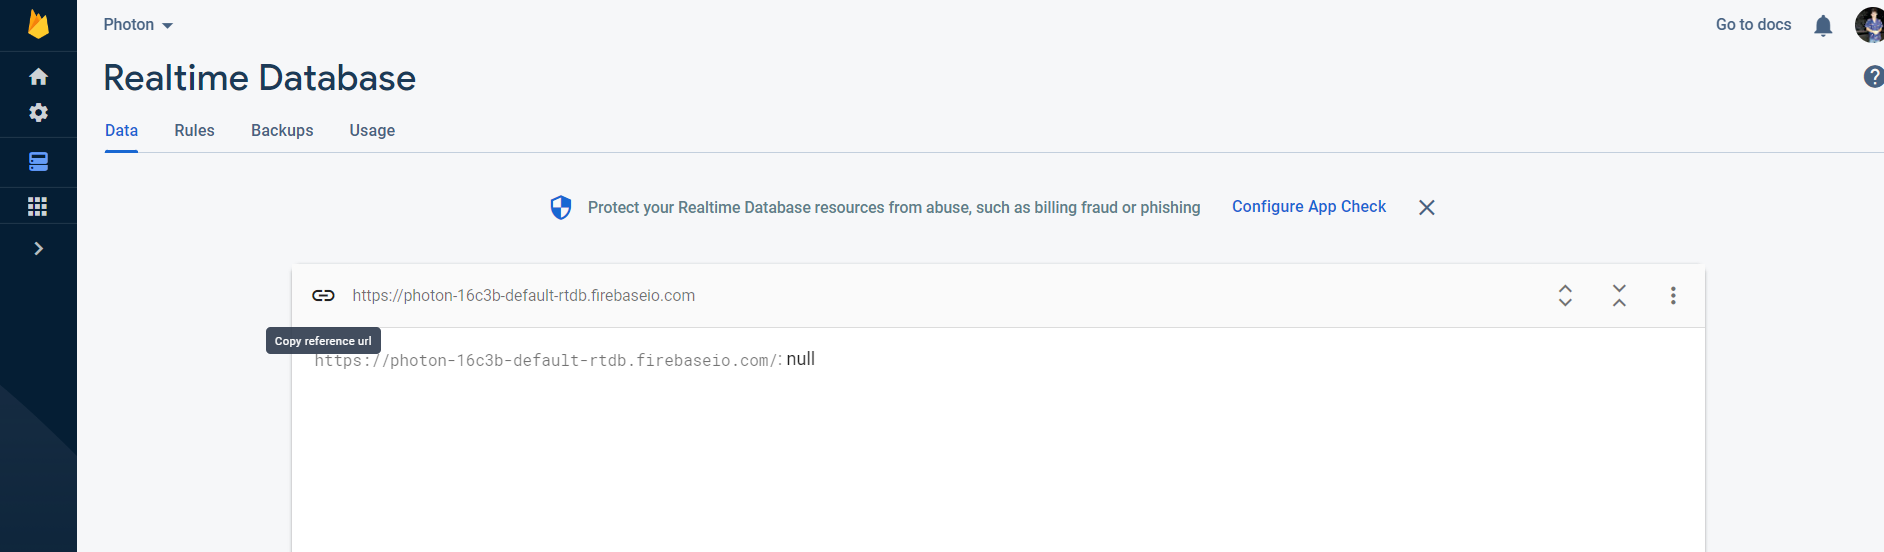 Photon
Go to docs
Realtime Database
?
Data
Rules
Backups
Usage
Protect your Realtime Database resources from abuse, such as billing fraud or phishing
Configure App Check
https://photon-16c3b-default-rtdb.firebaseio.com
Copy reference url
https://photon-16c3b-default-rtdb.firebaseio.com/: null